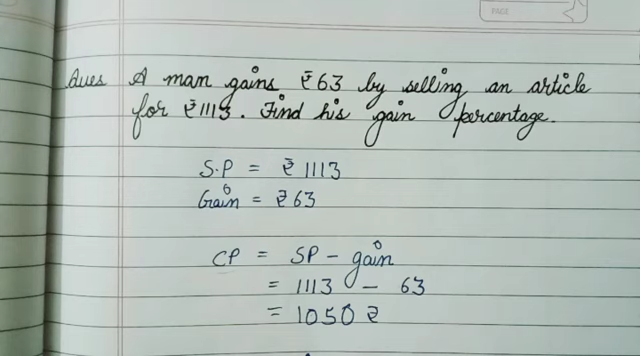 PAGE
Ques A man gains ₹63 by selling an article
for ₹1113. Find his gain percentage.
S.P = ₹ 1113
Gain = ₹ 63
CP = SP - gain
= 1113 - 63
= 1050 ₹